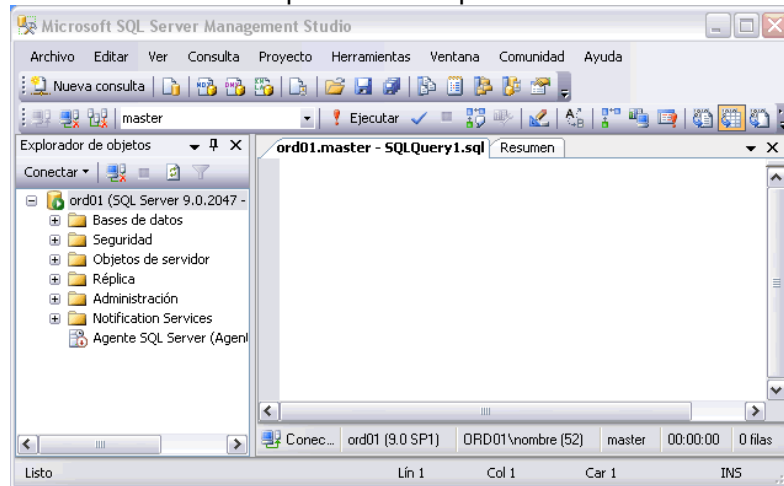 Microsoft SQL Server Management Studio
Archivo Editar Ver Consulta Proyecto Herramientas Ventana Comunidad Ayuda
Nueva consulta
master Ejecutar
Explorador de objetos
ord01.master - SQLQuery1.sql Resumen
Conectar
ord01 (SQL Server 9.0.2047 -
Bases de datos
Seguridad
Objetos de servidor
Réplica
Administración
Notification Services
Agente SQL Server (Agent
Conec... ord01 (9.0 SP1) ORD01\nombre (52) master 00:00:00 0 filas
Listo Lín 1 Col 1 Car 1 INS